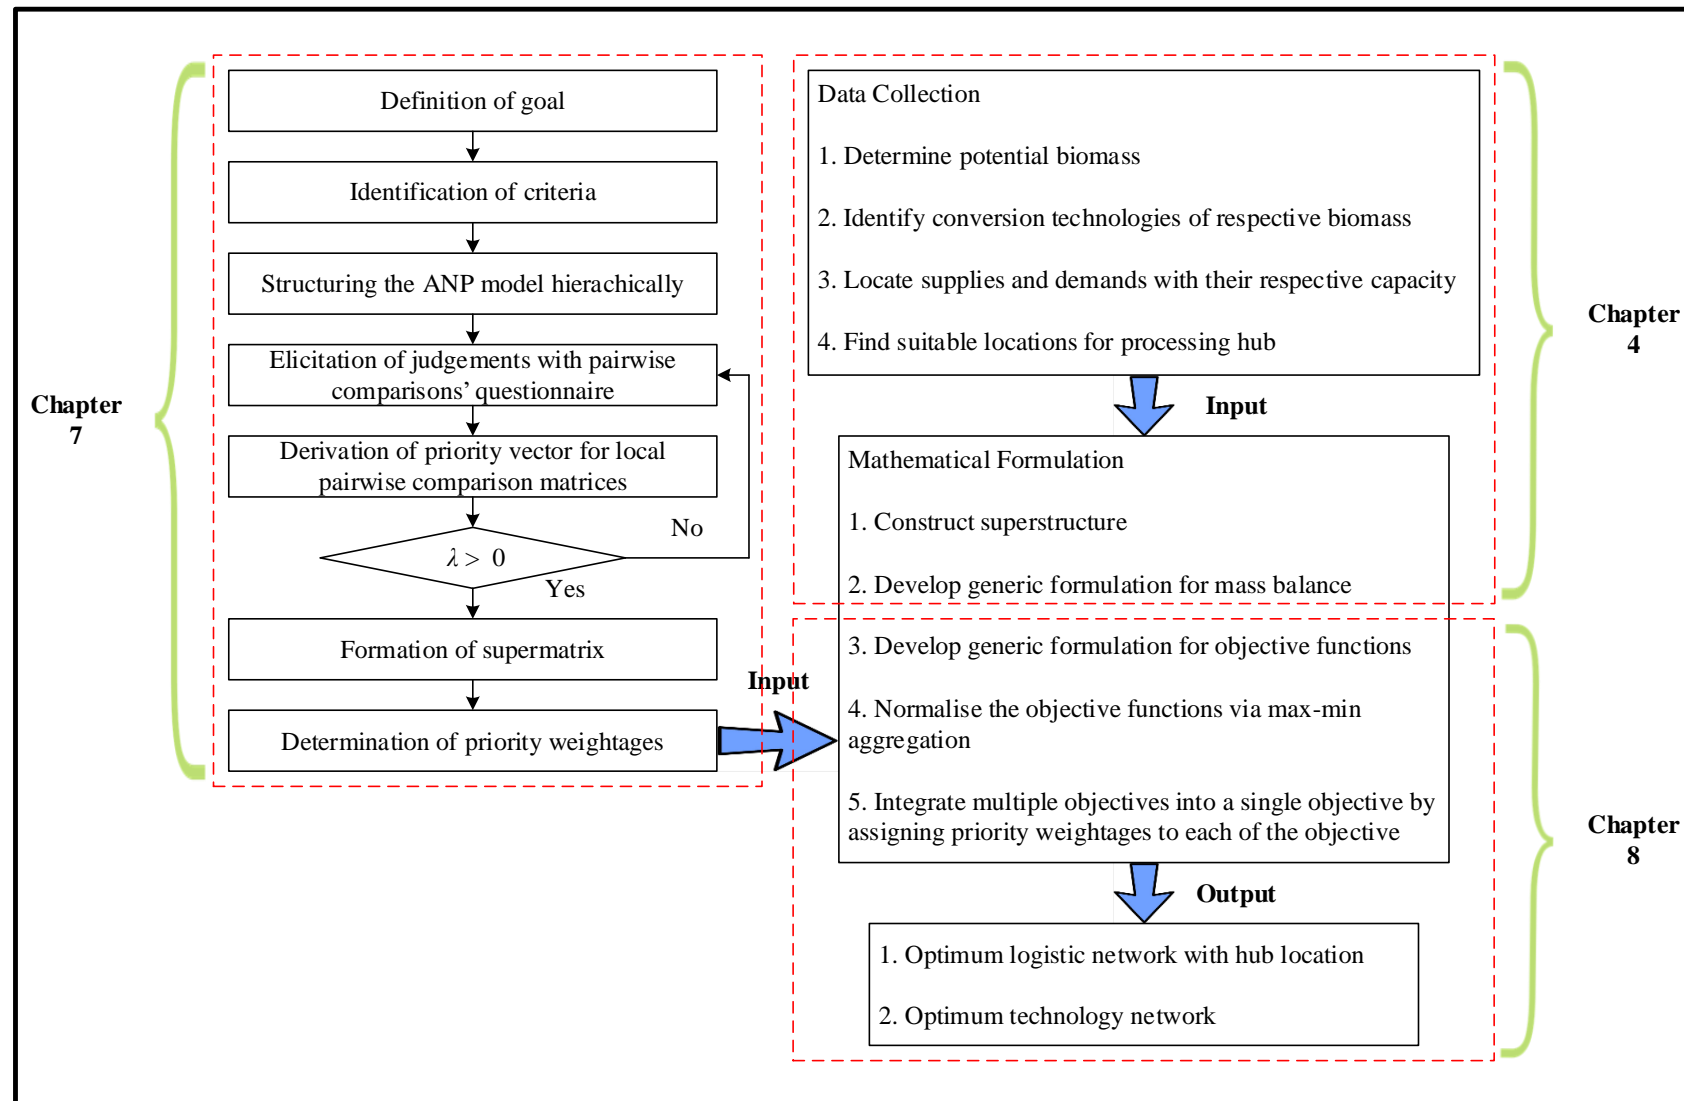 Chapter
7
Definition of goal
Identification of criteria
Structuring the ANP model hierachically
Elicitation of judgements with pairwise
comparisons’ questionnaire
Derivation of priority vector for local
pairwise comparison matrices
λ > 0
No
Yes
Formation of supermatrix
Determination of priority weightages
Input
Data Collection
1. Determine potential biomass
2. Identify conversion technologies of respective biomass
3. Locate supplies and demands with their respective capacity
4. Find suitable locations for processing hub
Input
Mathematical Formulation
1. Construct superstructure
2. Develop generic formulation for mass balance
3. Develop generic formulation for objective functions
4. Normalise the objective functions via max-min
aggregation
5. Integrate multiple objectives into a single objective by
assigning priority weightages to each of the objective
Output
1. Optimum logistic network with hub location
2. Optimum technology network
Chapter
4
Chapter
8